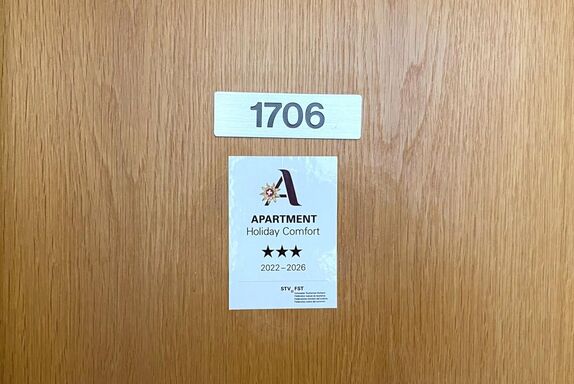 1706
A
APARTMENT
Holiday Comfort
★★★
2022–2026
STV FST